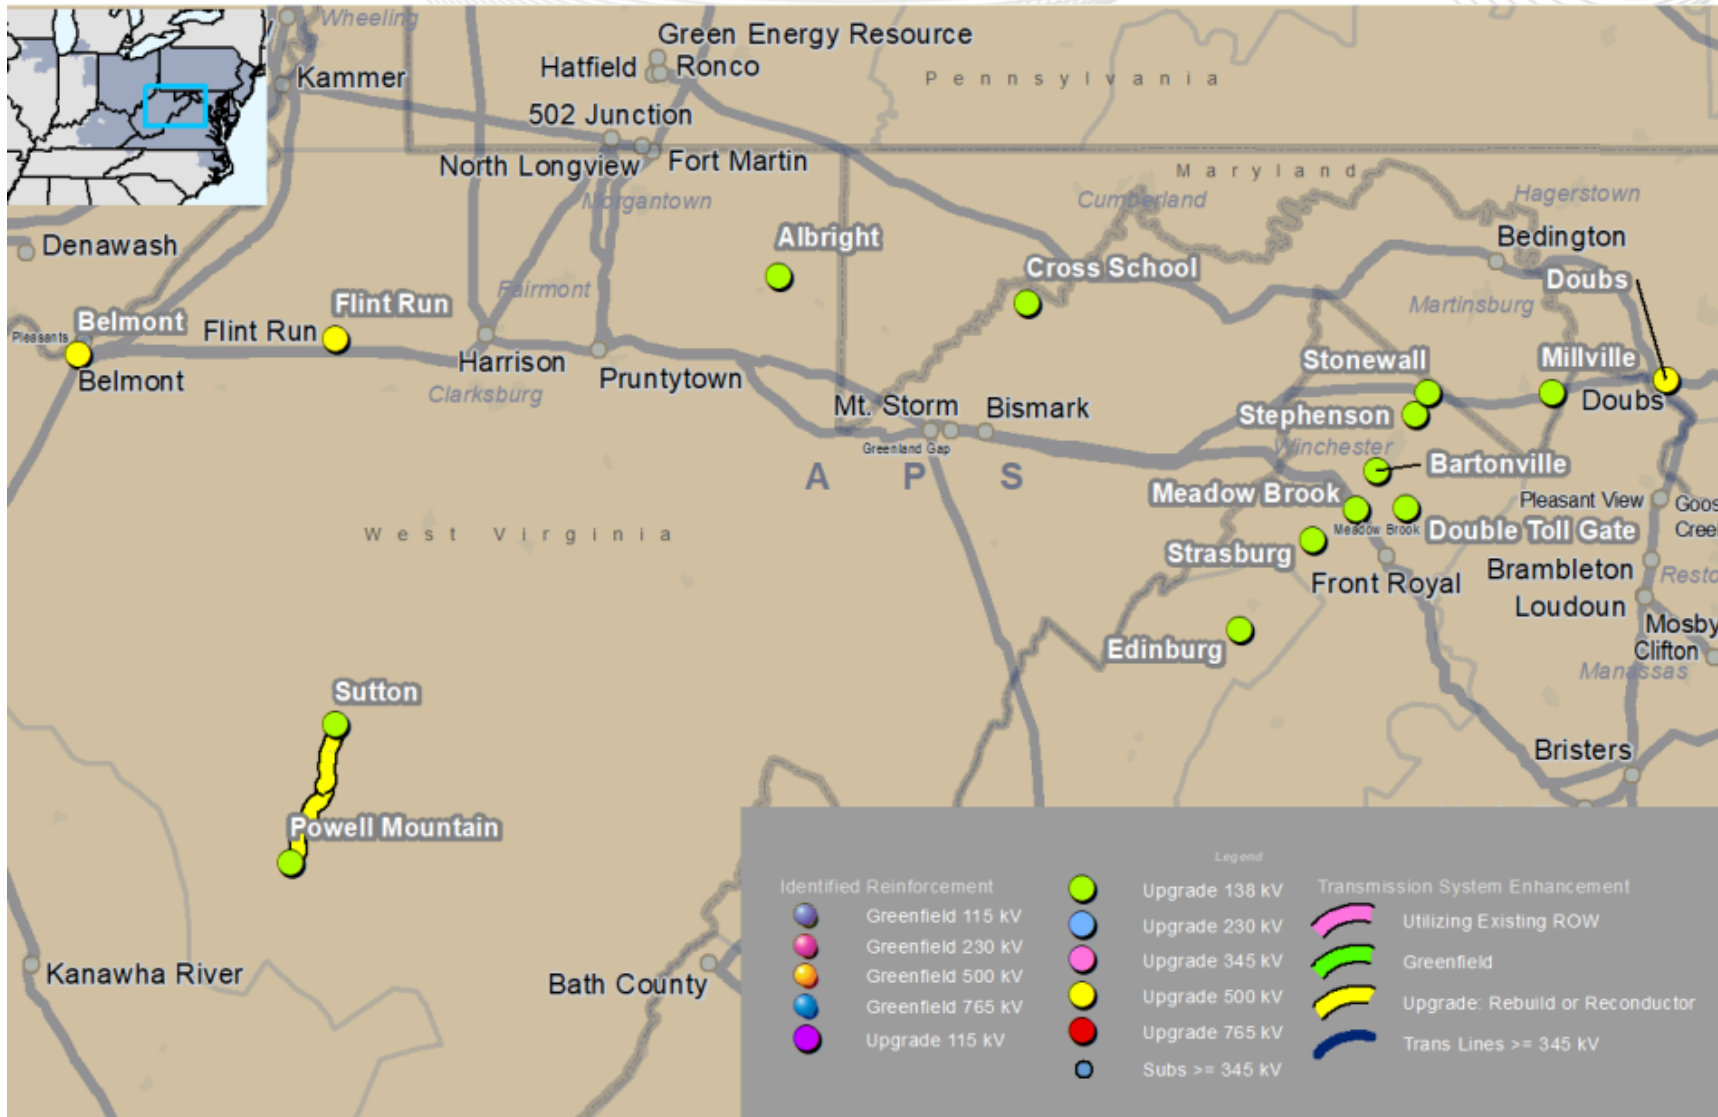 Wheeling
Green Energy Resource
Kammer
Hatfield
Ronco
Pennsylvania
502 Junction
North Longview
Fort Martin
Maryland
Morgantown
Cumberland
Hagerstown
Denawash
Albright
Bedington
Cross School
Doubs
Fairmont
Flint Run
Martinsburg
Belmont
Flint Run
Pleasants
Harrison
Stonewall
Millville
Belmont
Pruntytown
Clarksburg
Mt. Storm
Bismark
Doubs
Stephenson
Greenland Gap
Winchester
A P S
Bartonville
Meadow Brook
Pleasant View
Goos
Creel
Meadow Brook
Double Toll Gate
West Virginia
Strasburg
Front Royal
Brambleton
Resto
Loudoun
Mosby
Edinburg
Clifton
Manassas
Sutton
Bristers
Powell Mountain
Kanawha River
Bath County
Legend
Identified Reinforcement
Greenfield 115 kV
Greenfield 230 kV
Greenfield 500 kV
Greenfield 765 kV
Upgrade 115 kV
Upgrade 138 kV
Upgrade 230 kV
Upgrade 345 kV
Upgrade 500 kV
Upgrade 765 kV
Subs >= 345 kV
Transmission System Enhancement
Utilizing Existing ROW
Greenfield
Upgrade: Rebuild or Reconductor
Trans Lines >= 345 kV